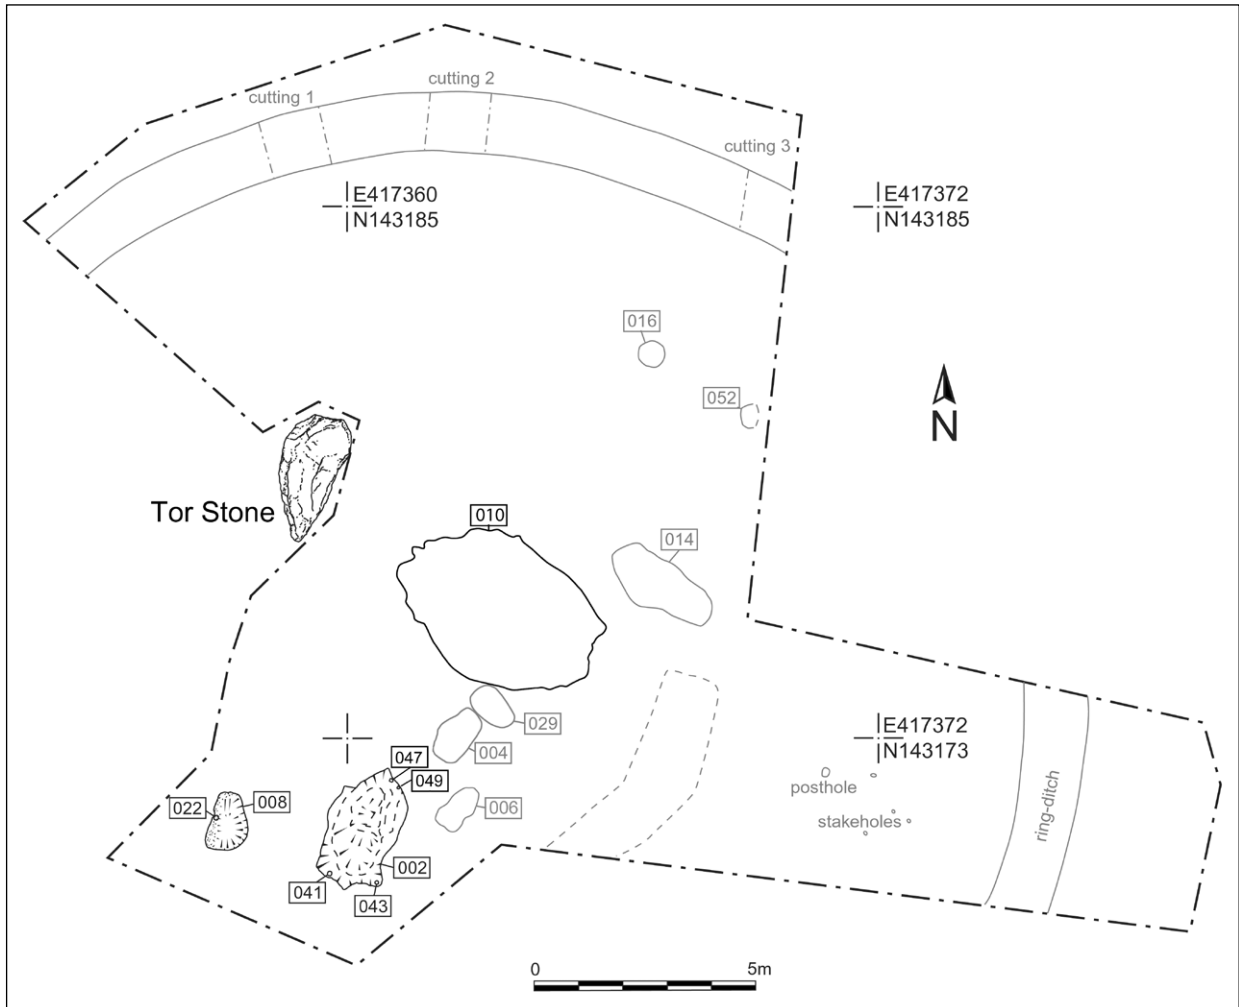 cutting 2
cutting 1
cutting 3
E417360
N143185
E417372
N143185
016
052
N
Tor Stone
010
014
029
004
E417372
N143173
047
049
posthole
006
022
008
stakeholes
ring-ditch
002
041
043
0
5m